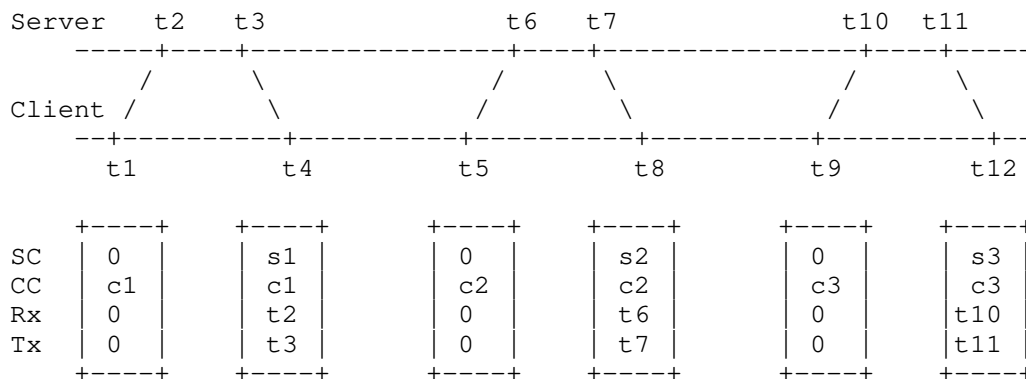 Server   t2    t3                t6   t7                t10  t11
     -----+----+----------------+----+----------------+----+-----
         /      \              /      \              /      \
Client  /        \            /        \            /        \
     --+----------+----------+----------+----------+----------+--
       t1         t4         t5         t8         t9        t12
     +----+    +----+      +----+    +----+      +----+    +----+
SC   | 0  |    | s1 |      | 0  |    | s2 |      | 0  |    | s3 |
CC   | c1 |    | c1 |      | c2 |    | c2 |      | c3 |    | c3 |
Rx   | 0  |    | t2 |      | 0  |    | t6 |      | 0  |    |t10 |
Tx   | 0  |    | t3 |      | 0  |    | t7 |      | 0  |    |t11 |
     +----+    +----+      +----+    +----+      +----+    +----+